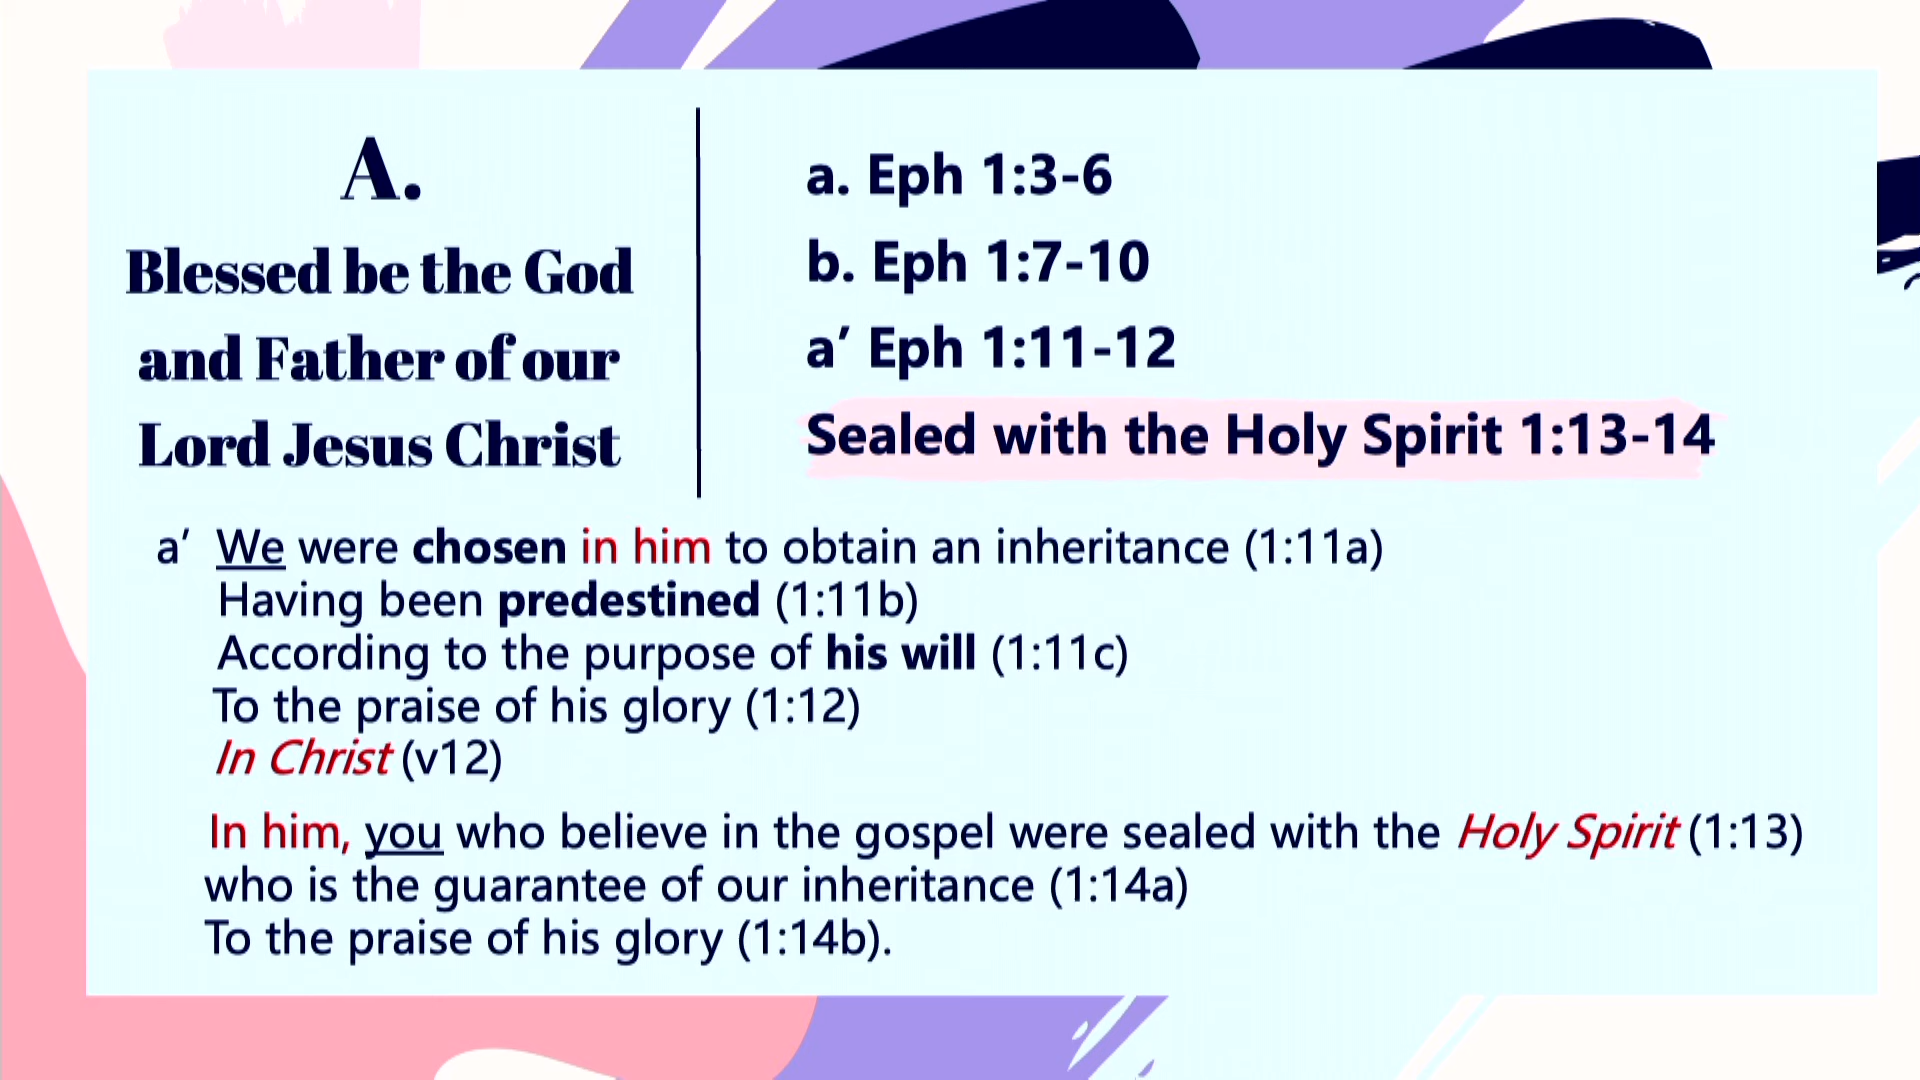 A.
Blessed be the God
and Father of our
Lord Jesus Christ
a. Eph 1:3-6
b. Eph 1:7-10
a′ Eph 1:11-12
Sealed with the Holy Spirit 1:13-14
a′ We were chosen in him to obtain an inheritance (1:11a)
Having been predestined (1:11b)
According to the purpose of his will (1:11c)
To the praise of his glory (1:12)
In Christ (v12)
In him, you who believe in the gospel were sealed with the Holy Spirit (1:13)
who is the guarantee of our inheritance (1:14a)
To the praise of his glory (1:14b).